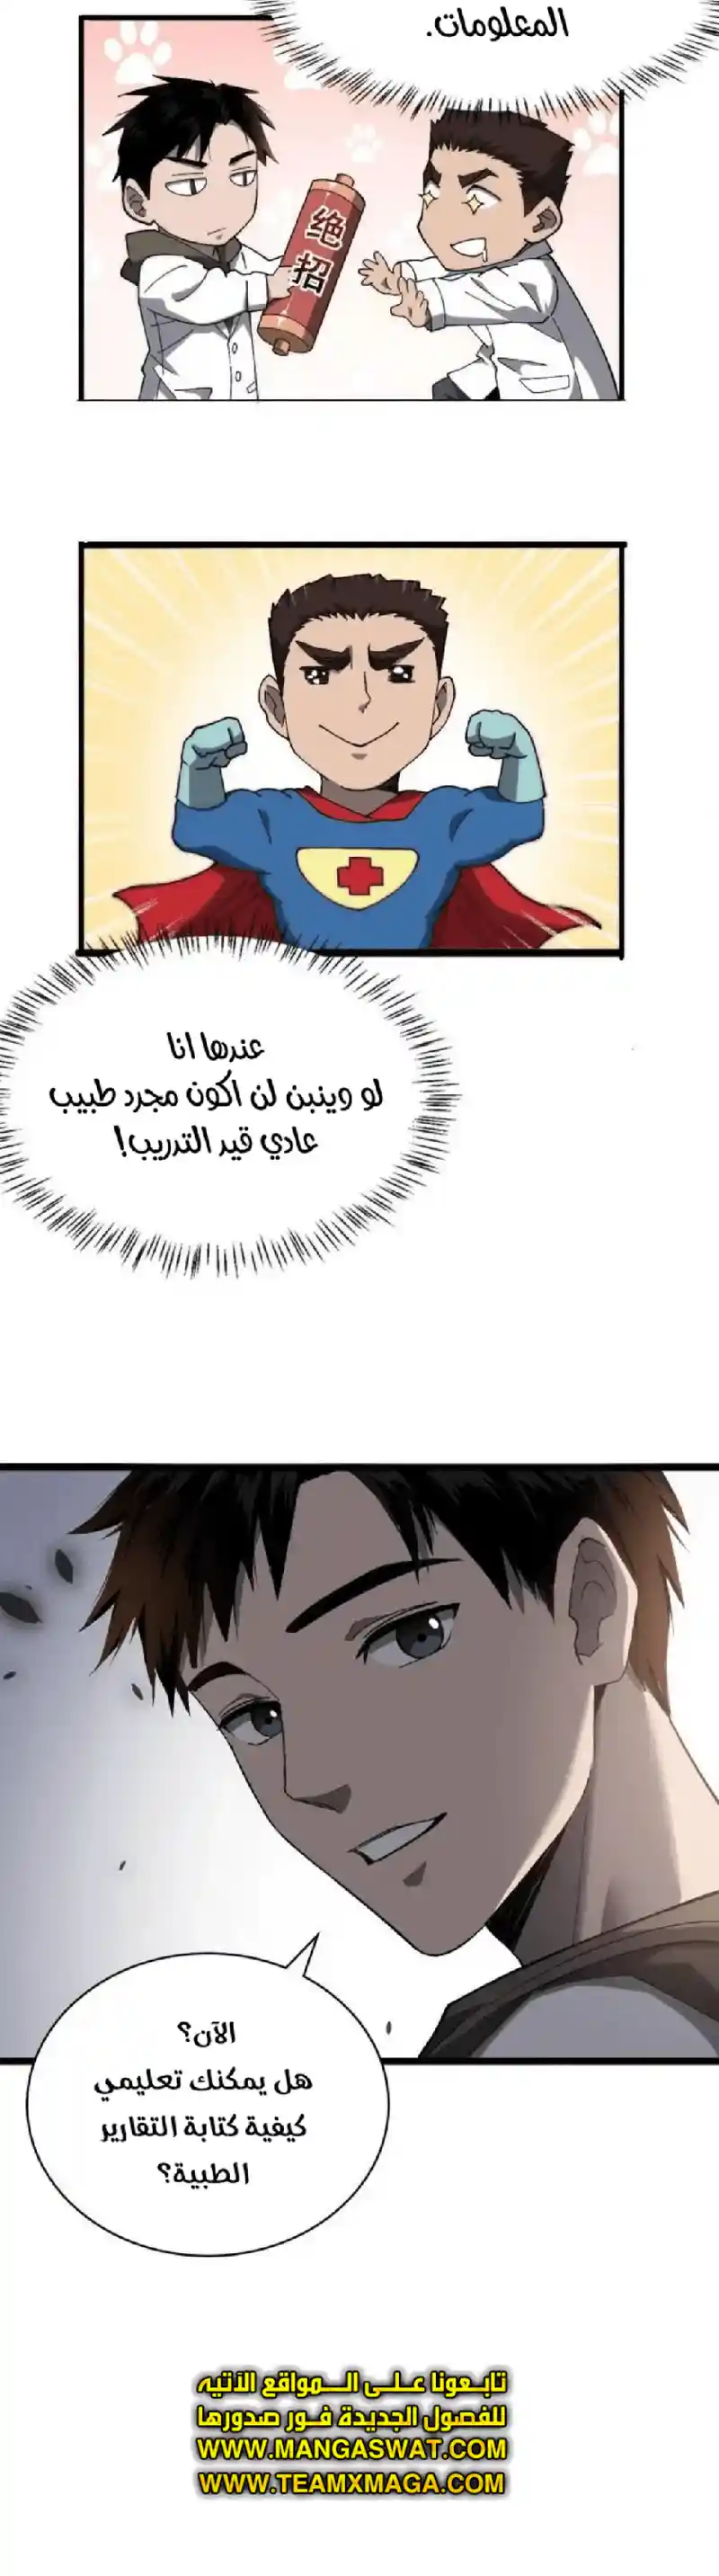 المعلومات.
绝招
عندها انا
لو وينبن لن اكون مجرد طبيب
عادي قيد التدريب!
الآن؟
هل يمكنك تعليمي
كيفية كتابة التقارير
الطبية؟
تابعونا على المواقع الآتيه
للفصول الجديدة فور صدورها
WWW.MANGASWAT.COM
WWW.TEAMXMAGA.COM